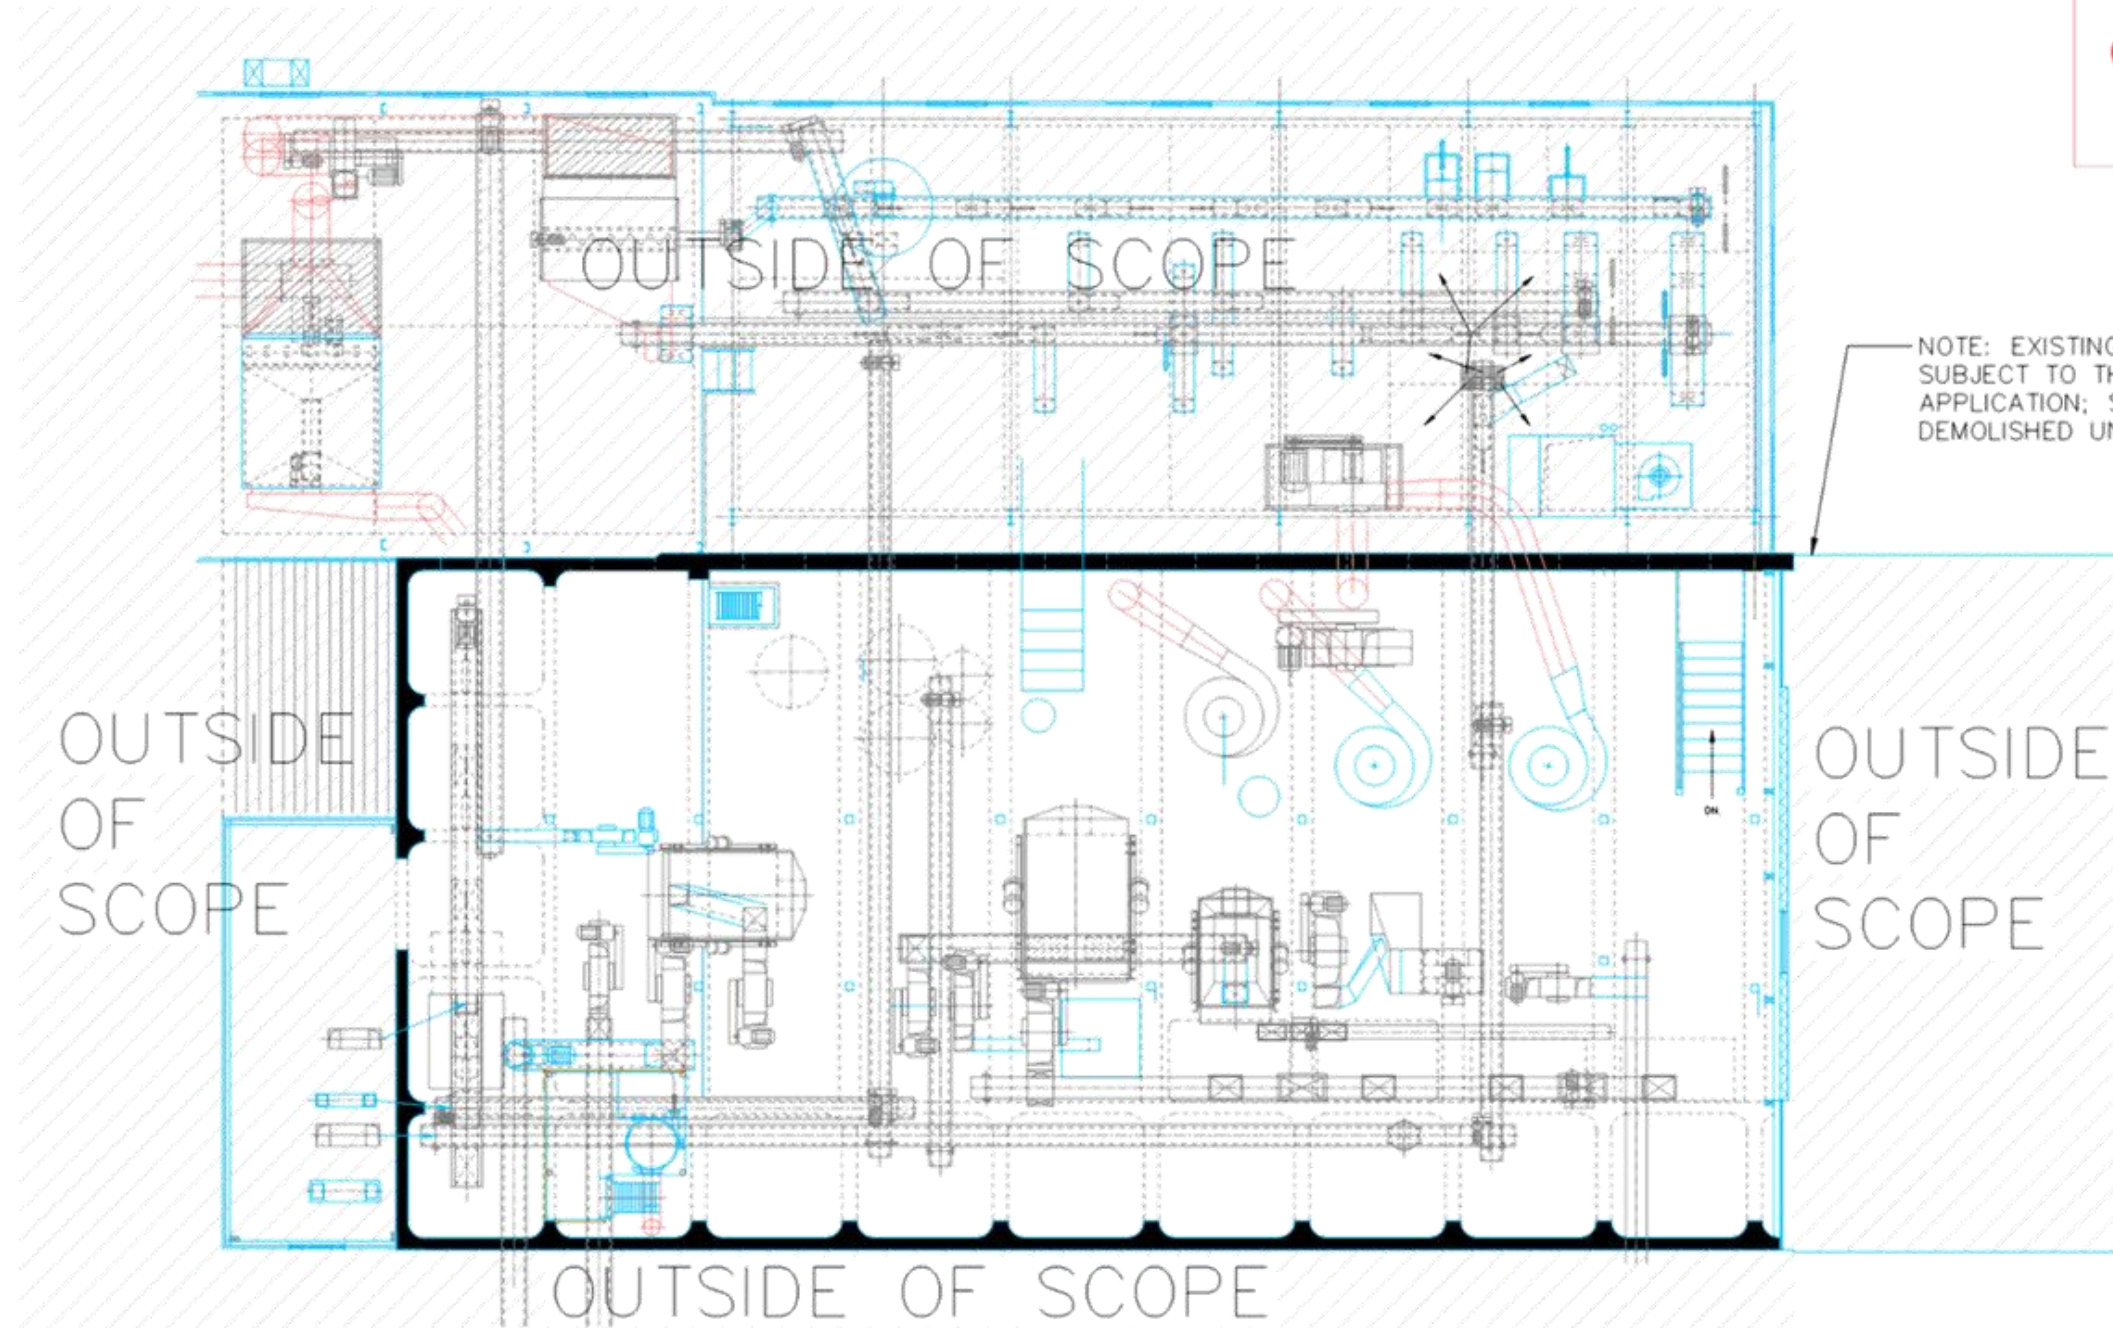 OUTSIDE OF SCOPE
NOTE: EXISTING
SUBJECT TO TH
APPLICATION; S
DEMOLISHED UN
OUTSIDE
OF
SCOPE
OUTSIDE
OF
SCOPE
DN.
OUTSIDE OF SCOPE